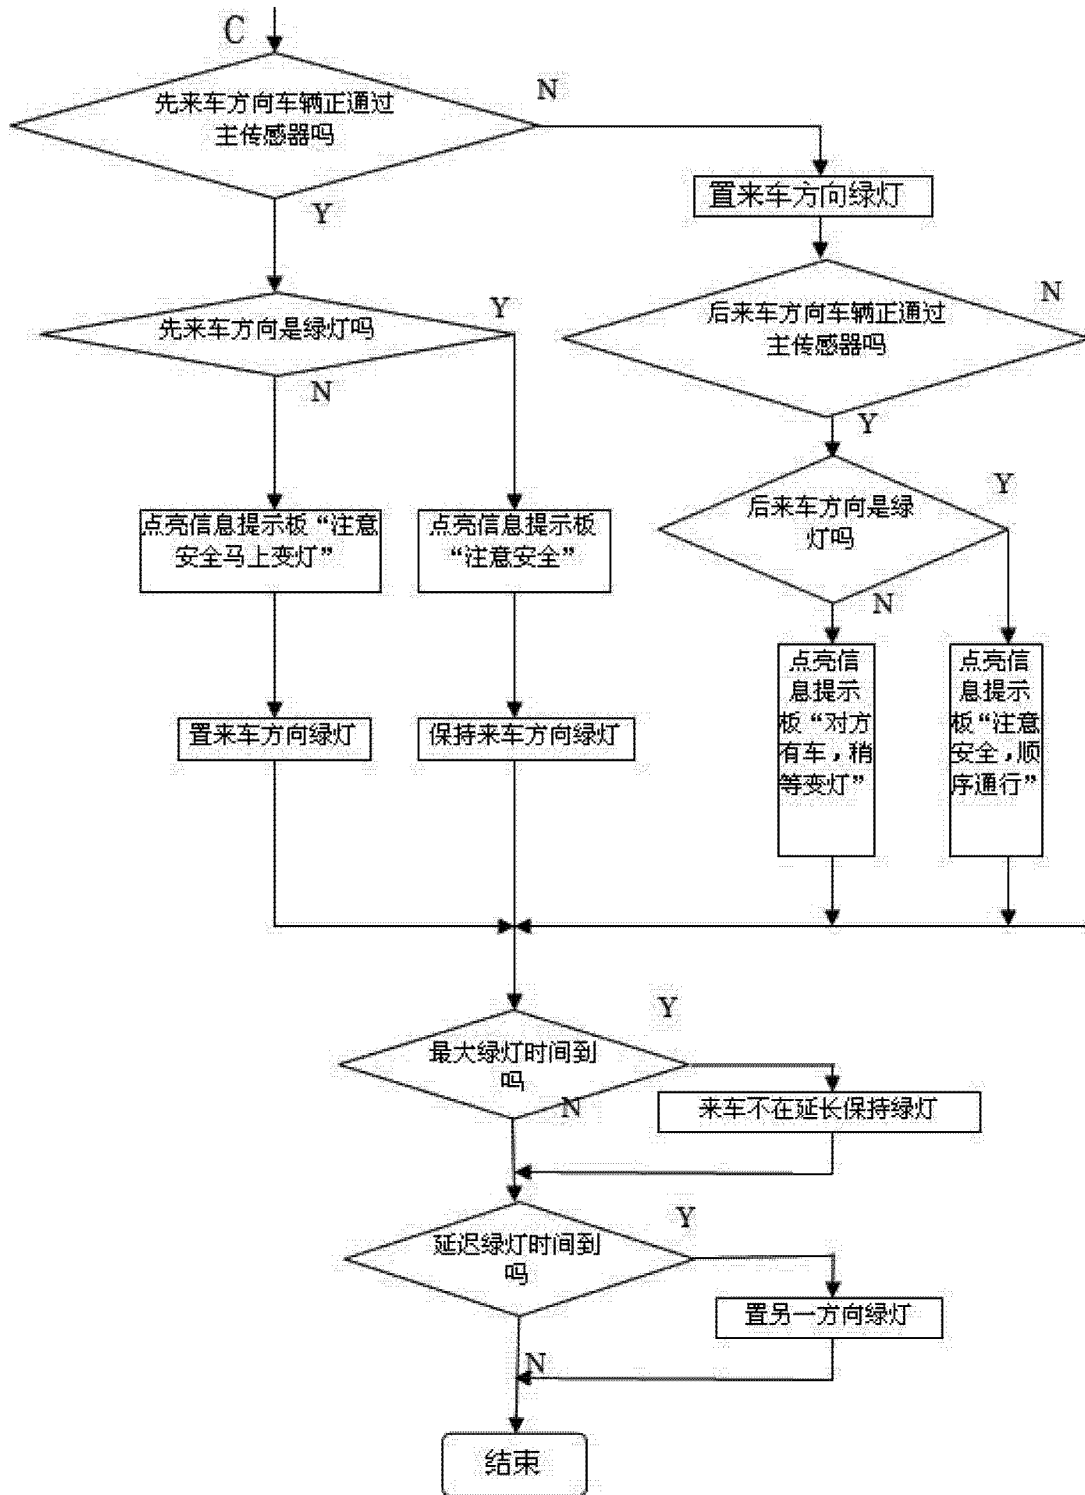 C
先来车方向车辆正通过
主传感器吗
N
置来车方向绿灯
Y
先来车方向是绿灯吗
Y
N
后来车方向车辆正通过
主传感器吗
N
Y
后来车方向是绿
灯吗
Y
N
点亮信息提示板“注意
安全马上变灯”
点亮信息提示板
“注意安全”
点亮信
息提示
板“对方
有车，稍
等变灯”
点亮信
息提示
板“注意
安全，顺
序通行”
置来车方向绿灯
保持来车方向绿灯
最大绿灯时间到
吗
Y
N
来车不在延长保持绿灯
延迟绿灯时间到
吗
Y
置另一方向绿灯
N
结束